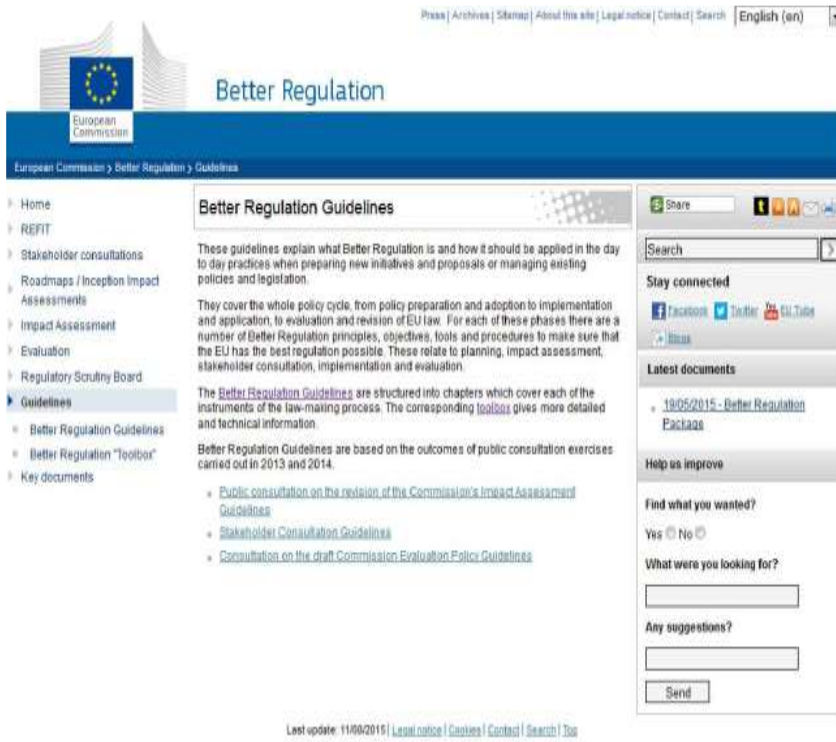 Press | Archives | Sitemap | About this site | Legal notice | Contact | Search
English (en)
European
Commission
Better Regulation
European Commission > Better Regulation > Guidelines
Home
REFIT
Stakeholder consultations
Roadmaps / Inception Impact
Assessments
Impact Assessment
Evaluation
Regulatory Scrutiny Board
Guidelines
Better Regulation Guidelines
Better Regulation "Toolbox"
Key documents
Better Regulation Guidelines
These guidelines explain what Better Regulation is and how it should be applied in the day
to day practices when preparing new initiatives and proposals or managing existing
policies and legislation.
They cover the whole policy cycle, from policy preparation and adoption to implementation
and application, to evaluation and revision of EU law. For each of these phases there are a
number of Better Regulation principles, objectives, tools and procedures to make sure that
the EU has the best regulation possible. These relate to planning, impact assessment,
stakeholder consultation, implementation and evaluation.
The Better Regulation Guidelines are structured into chapters which cover each of the
instruments of the law-making process. The corresponding toolbox gives more detailed
and technical information.
Better Regulation Guidelines are based on the outcomes of public consultation exercises
carried out in 2013 and 2014.
Public consultation on the revision of the Commission's Impact Assessment
Guidelines
Stakeholder Consultation Guidelines
Consultation on the draft Commission Evaluation Policy Guidelines
Share
Search
Stay connected
Facebook Twitter EU Tube
Blogs
Latest documents
19/05/2015 - Better Regulation
Package
Help us improve
Find what you wanted?
Yes No
What were you looking for?
Any suggestions?
Send
Last update: 11/08/2015 | Legal notice | Cookies | Contact | Search | Top